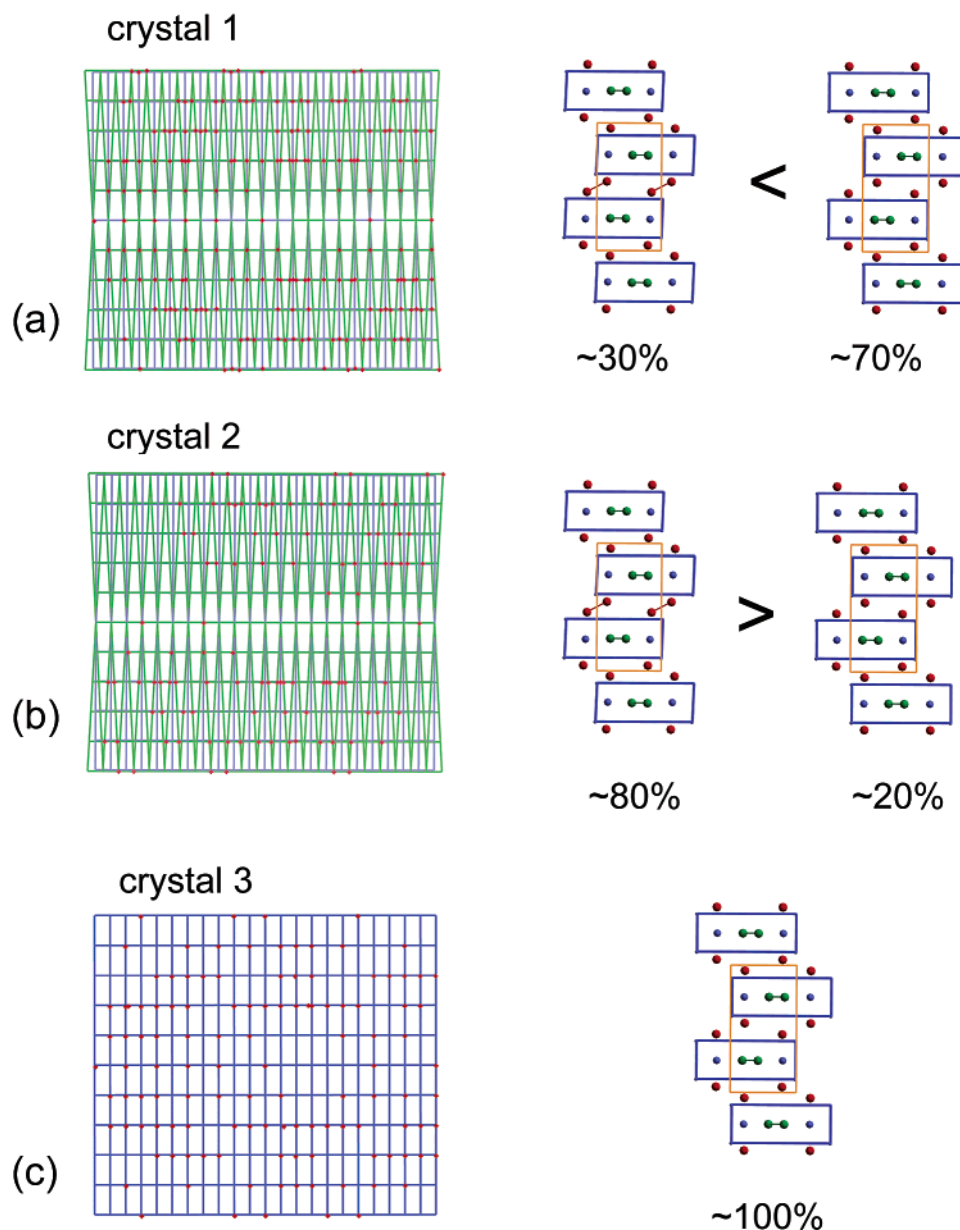 crystal 1
<
(a)
~30% ~70%
crystal 2
>
(b)
~80% ~20%
crystal 3
(c)
~100%